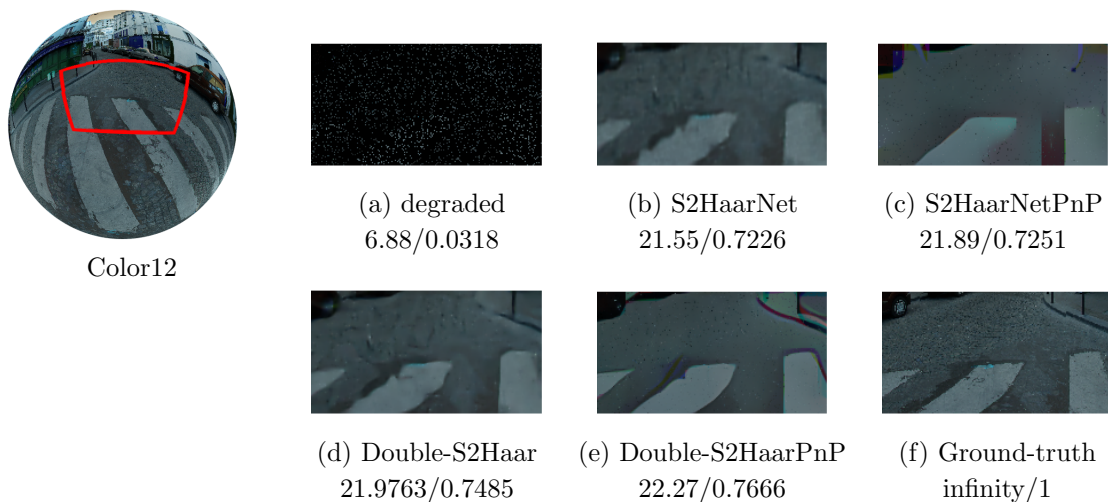 Color12
(a) degraded
6.88/0.0318
(b) S2HaarNet
21.55/0.7226
(c) S2HaarNetPnP
21.89/0.7251
(d) Double-S2Haar
21.9763/0.7485
(e) Double-S2HaarPnP
22.27/0.7666
(f) Ground-truth
infinity/1